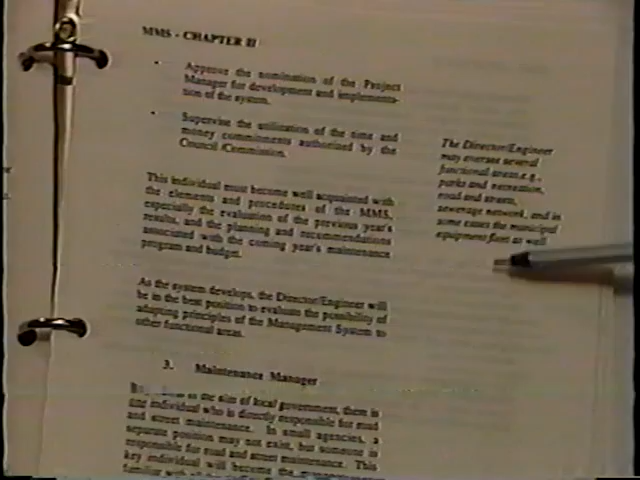 MMS - CHAPTER II
Approve the nomination of the Project
Manager for development and implementa-
tion of the system.
Supervise the utilization of the time and
money commitments authorized by the
Council/Commission.
The Director/Engineer
may oversee several
functional areas e.g.,
parks and recreation,
road and streets,
sewerage network, and in
some cases the municipal
equipment fleet as well
This individual must become well acquainted with
the elements and procedures of the MMS,
especially the evaluation of the previous year's
results, and the planning and recommendations
associated with the coming year's maintenance
program and budget.
As the system develops, the Director/Engineer will
be in the best position to evaluate the possibility of
adapting principles of the Management System to
other functional areas.
3. Maintenance Manager
to the size of local government, there is
one individual who is directly responsible for road
and street maintenance. In small agencies, a
separate position may not exist, but someone is
responsible for road and street maintenance. This
key individual will become the
familiar with